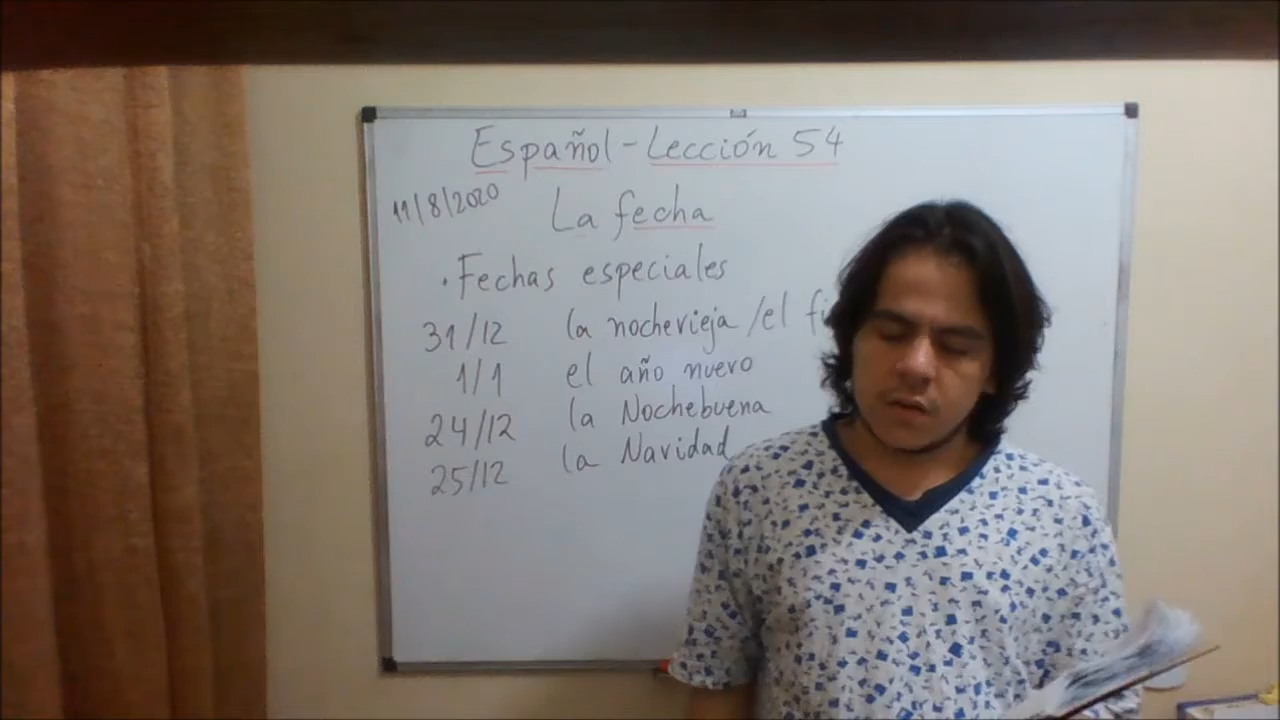 Español - Lección 54
11/8/2020
La fecha
· Fechas especiales
31/12 la nochevieja / el
1/1 el año nuevo
24/12 la Nochebuena
25/12 la Navidad